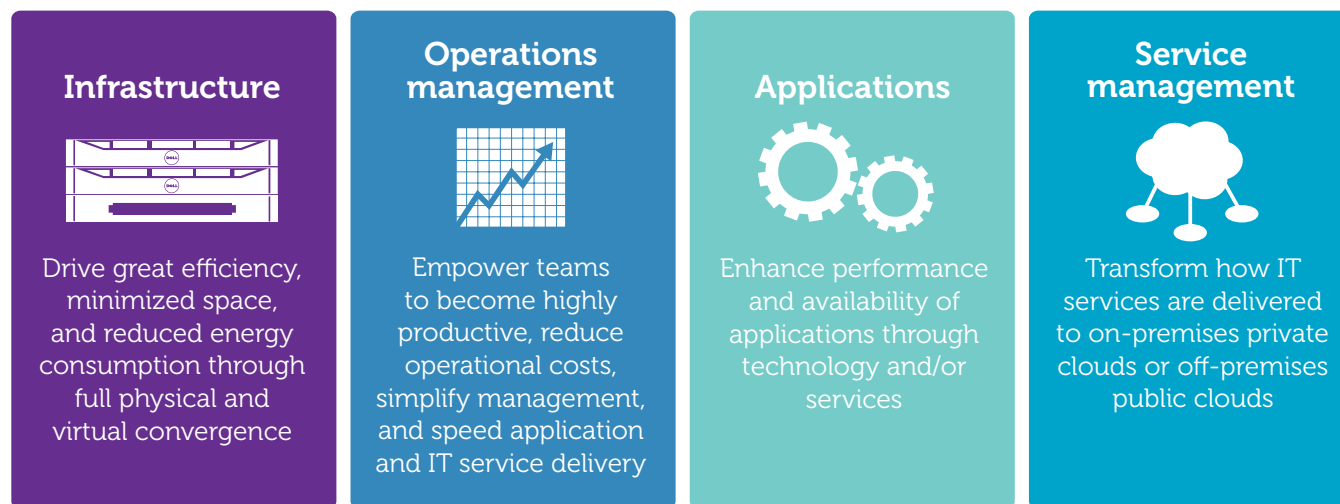 Infrastructure
DELL
DELL
Drive great efficiency,
minimized space,
and reduced energy
consumption through
full physical and
virtual convergence
Operations
management
Empower teams
to become highly
productive, reduce
operational costs,
simplify management,
and speed application
and IT service delivery
Applications
Enhance performance
and availability of
applications through
technology and/or
services
Service
management
Transform how IT
services are delivered
to on-premises private
clouds or off-premises
public clouds